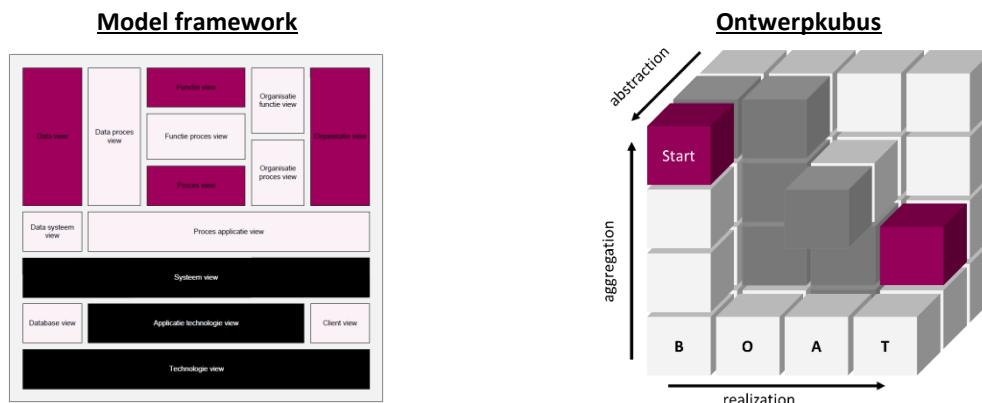 Model framework
Data view
Data proces
view
Functie view
Functie proces view
Proces view
Organisatie
functie view
Organisatie
proces view
Organisatie view
Data systeem
view
Proces applicatie view
Systeem view
Database view
Applicatie technologie view
Client view
Technologie view
Ontwerpkubus
abstraction
Start
aggregation
B
O
A
T
realization